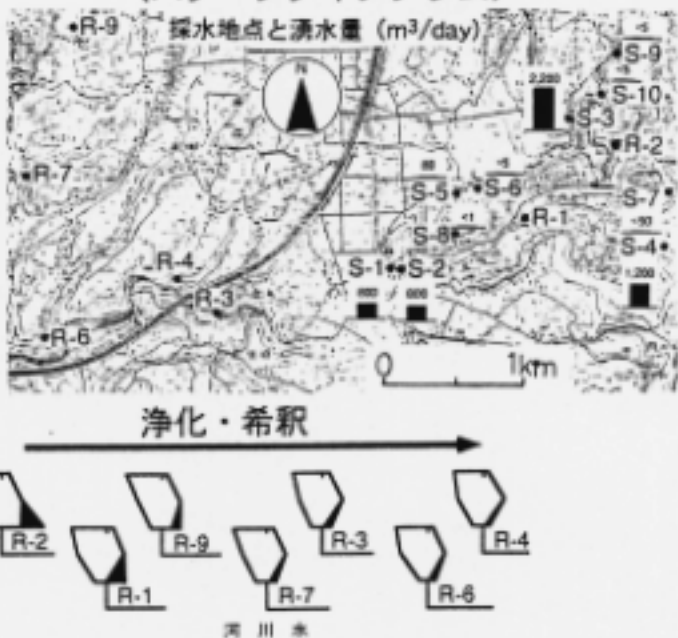 採水地点と湧水量 (m³/day)
R-9
N
S-9
S-10
2,200
S-3
R-2
R-7
S-5
S-6
S-7
R-1
<1
S-8
S-4
R-4
S-1
S-2
1,200
R-3
600
R-6
0
1km
浄化・希釈
R-2
R-9
R-3
R-4
R-1
R-7
R-6
河川水